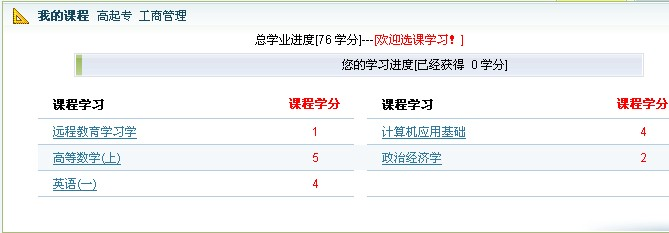 我的课程 高起专 工商管理
总学业进度[76 学分]---[欢迎选课学习！]
您的学习进度[已经获得 0 学分]
课程学习 课程学分 课程学习 课程学分
远程教育学习学 1 计算机应用基础 4
高等数学(上) 5 政治经济学 2
英语(一) 4